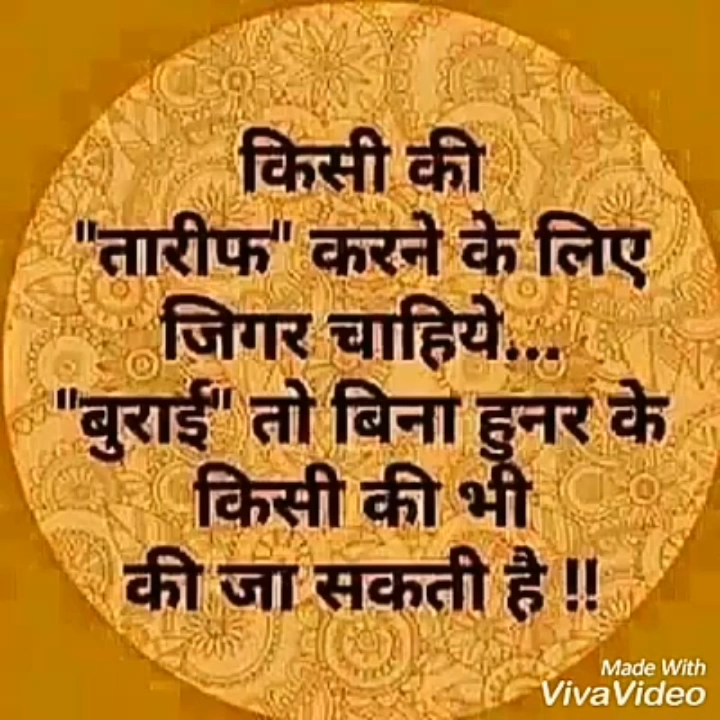 किसी की
"तारीफ" करने के लिए
जिगर चाहिये...
"बुराई" तो बिना हुनर के
किसी की भी
की जा सकती है !!
Made With
VivaVideo